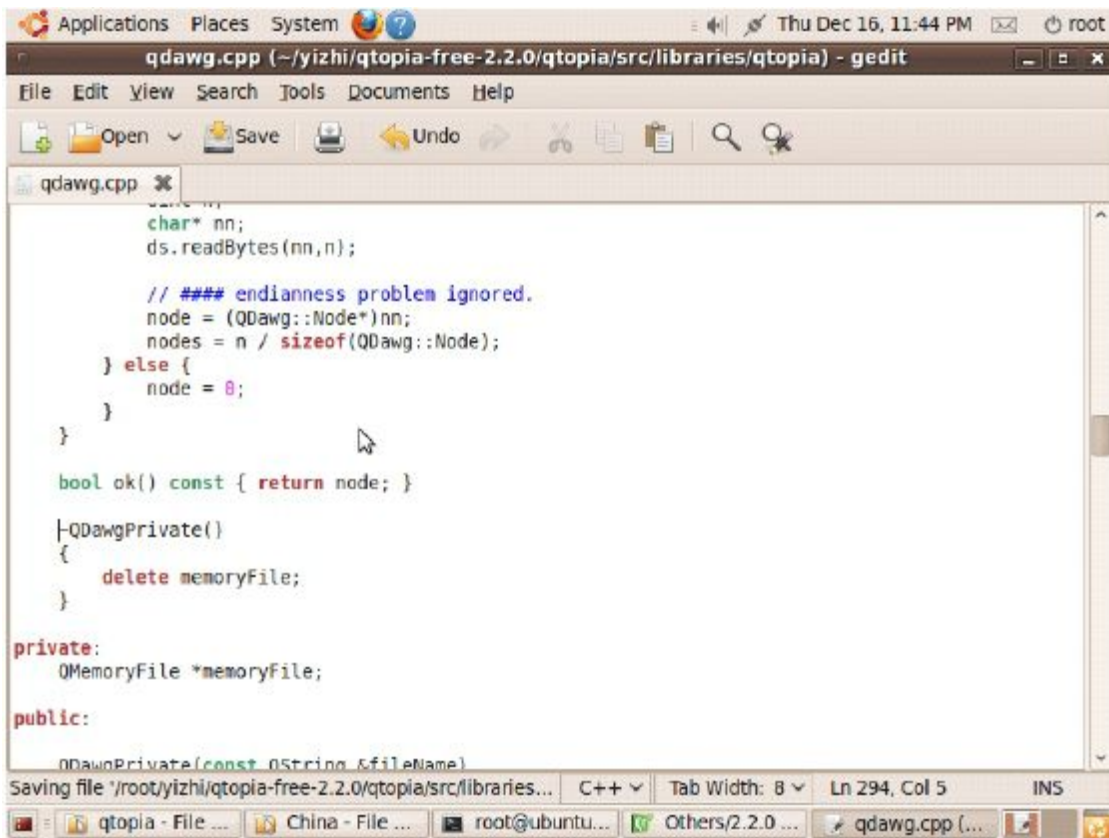 Applications Places System Thu Dec 16, 11:44 PM root
qdawg.cpp (~/yizhi/qtopia-free-2.2.0/qtopia/src/libraries/qtopia) - gedit
File Edit View Search Tools Documents Help
Open Save Undo
qdawg.cpp
char* nn;
ds.readBytes(nn,n);
// #### endianness problem ignored.
node = (QDawg::Node*)nn;
nodes = n / sizeof(QDawg::Node);
} else {
node = 0;
}
}
bool ok() const { return node; }
~QDawgPrivate()
{
delete memoryFile;
}
private:
QMemoryFile *memoryFile;
public:
QDawgPrivate(const QString &fileName)
Saving file '/root/yizhi/qtopia-free-2.2.0/qtopia/src/libraries... C++ Tab Width: 8 Ln 294, Col 5 INS
qtopia - File ... China - File ... root@ubuntu... Others/2.2.0 ... qdawg.cpp (...